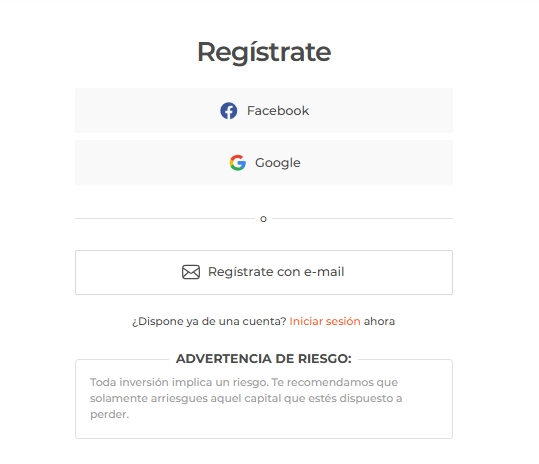 Regístrate
Facebook
Google
o
Regístrate con e-mail
¿Dispone ya de una cuenta? Iniciar sesión ahora
ADVERTENCIA DE RIESGO:
Toda inversión implica un riesgo. Te recomendamos que
solamente arriesgues aquel capital que estés dispuesto a
perder.